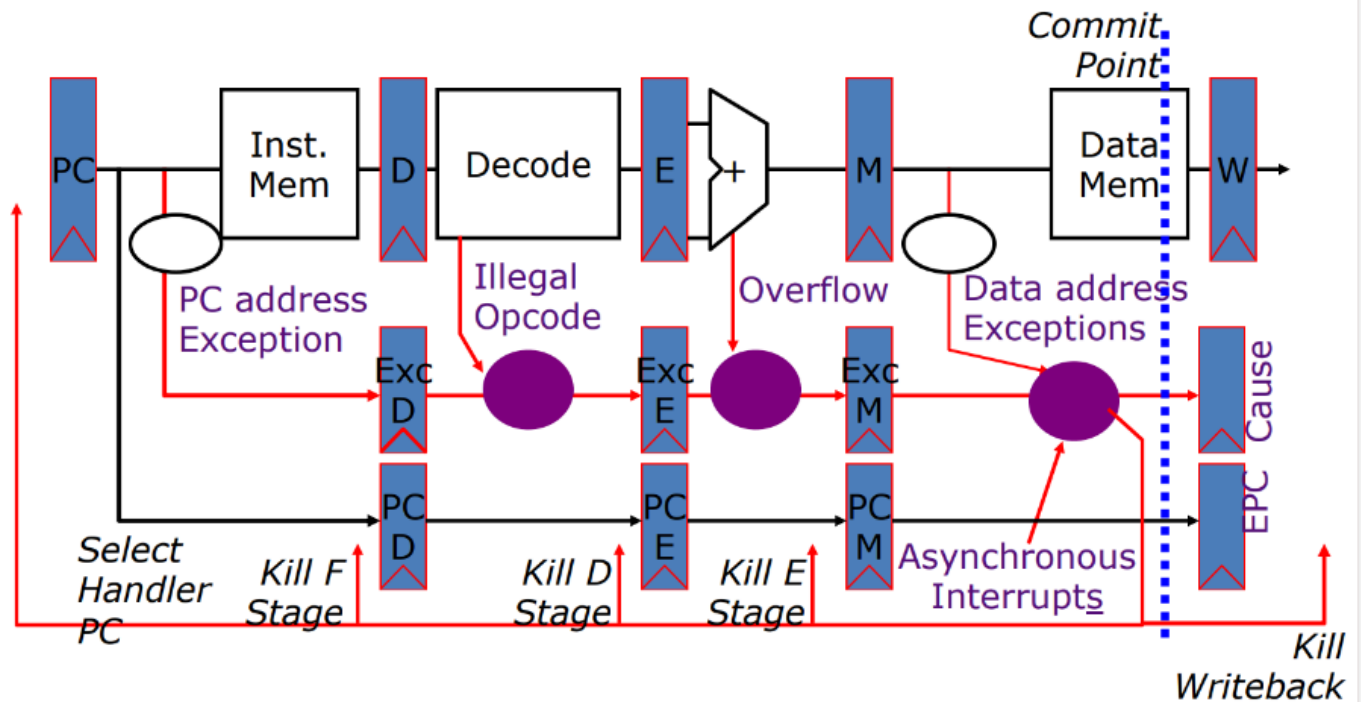 Commit
Point
PC
Inst.
Mem
D
Decode
E
+
M
Data
Mem
W
PC address
Exception
Illegal
Opcode
Overflow
Data address
Exceptions
Exc
D
Exc
E
Exc
M
Cause
PC
D
PC
E
PC
M
EPC
Select
Handler
PC
Kill F
Stage
Kill D
Stage
Kill E
Stage
Asynchronous
Interrupts
Kill
Writeback